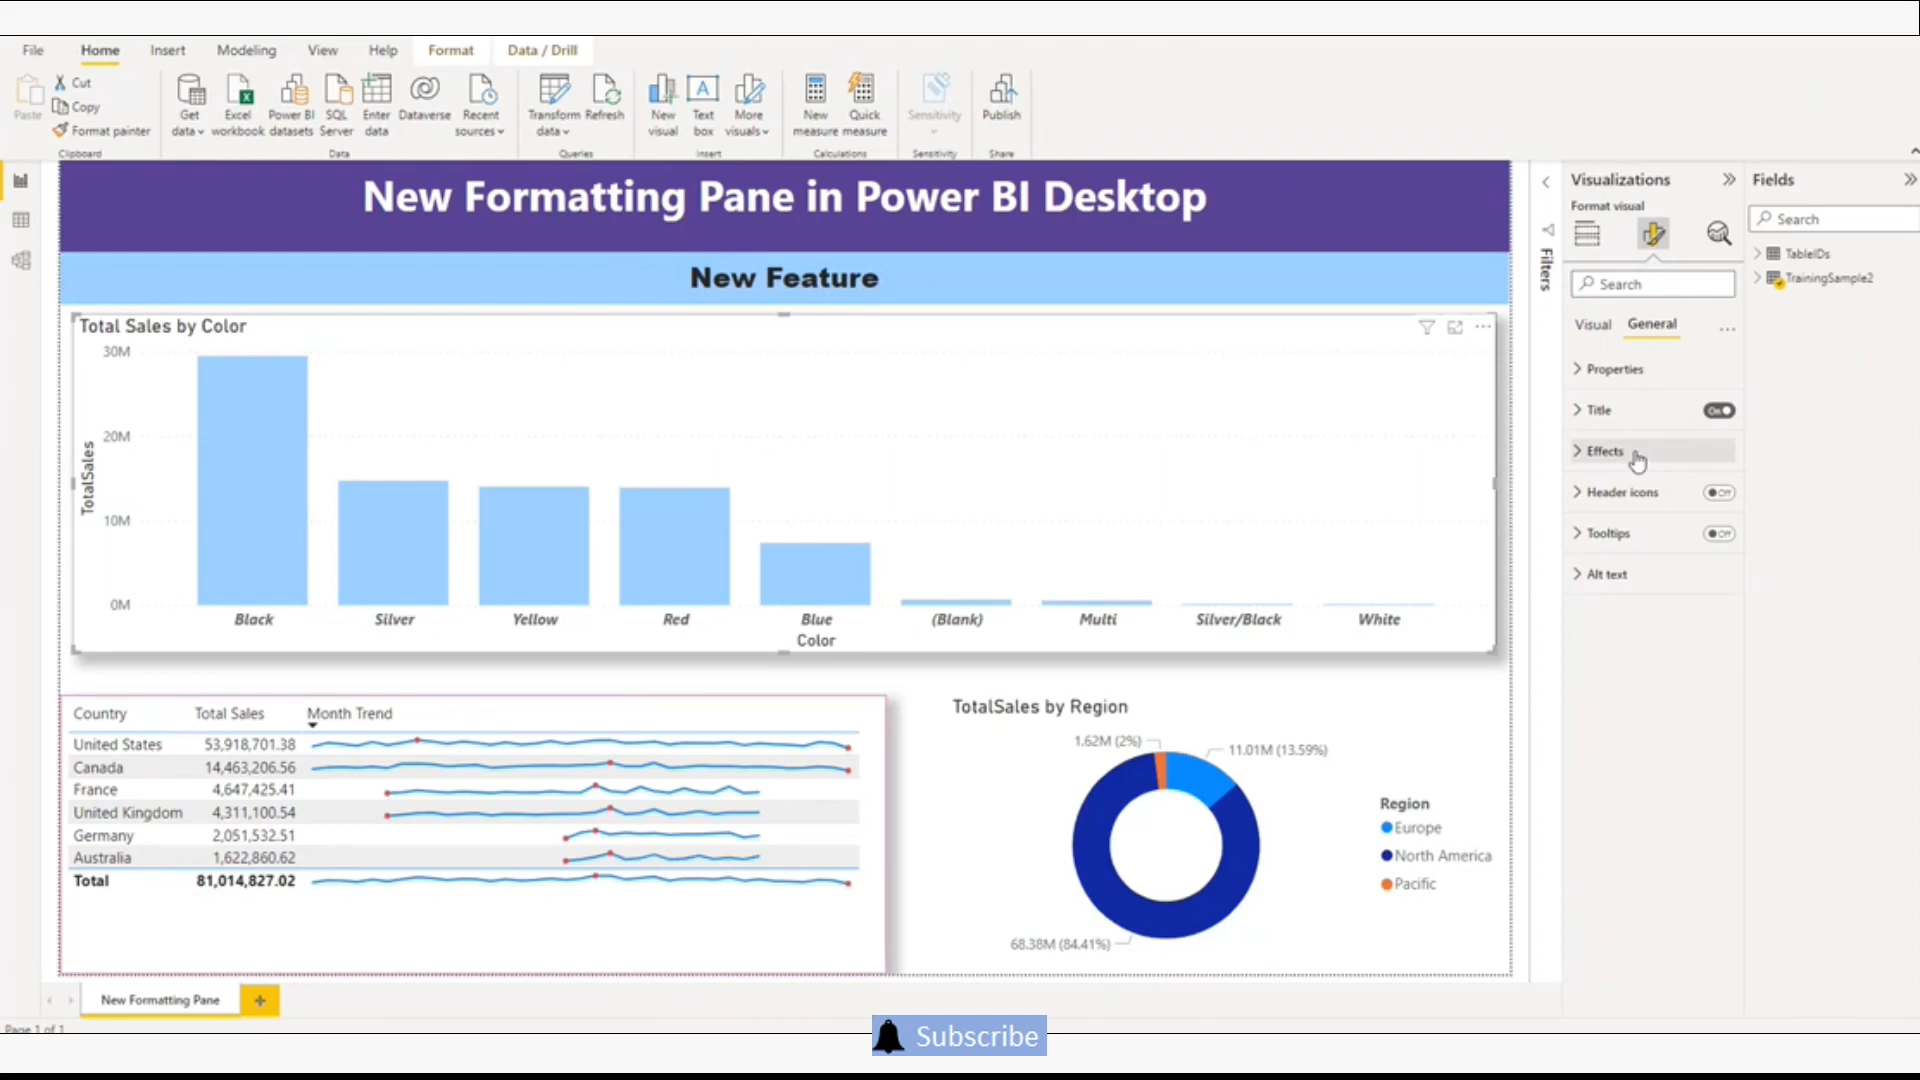 File Home Insert Modeling View Help Format Data / Drill
Paste
Cut
Copy
Format painter
Clipboard
Get data
Excel workbook
Power BI datasets
SQL Server
Enter data
Dataverse
Recent sources
Data
Transform data
Refresh
Queries
New visual
Text box
More visuals
Insert
New measure
Quick measure
Calculations
Sensitivity
Sensitivity
Publish
Share
New Formatting Pane in Power BI Desktop
New Feature
Total Sales by Color
30M
20M
10M
0M
TotalSales
Black Silver Yellow Red Blue (Blank) Multi Silver/Black White
Color
Country Total Sales Month Trend
United States 53,918,701.38
Canada 14,463,206.56
France 4,647,425.41
United Kingdom 4,311,100.54
Germany 2,051,532.51
Australia 1,622,860.62
Total 81,014,827.02
TotalSales by Region
1.62M (2%)
11.01M (13.59%)
68.38M (84.41%)
Region
Europe
North America
Pacific
Filters
Visualizations
Format visual
Search
Visual General
Properties
Title On
Effects
Header icons Off
Tooltips Off
Alt text
Fields
Search
TableIDs
TrainingSample2
New Formatting Pane
Page 1 of 1
Subscribe